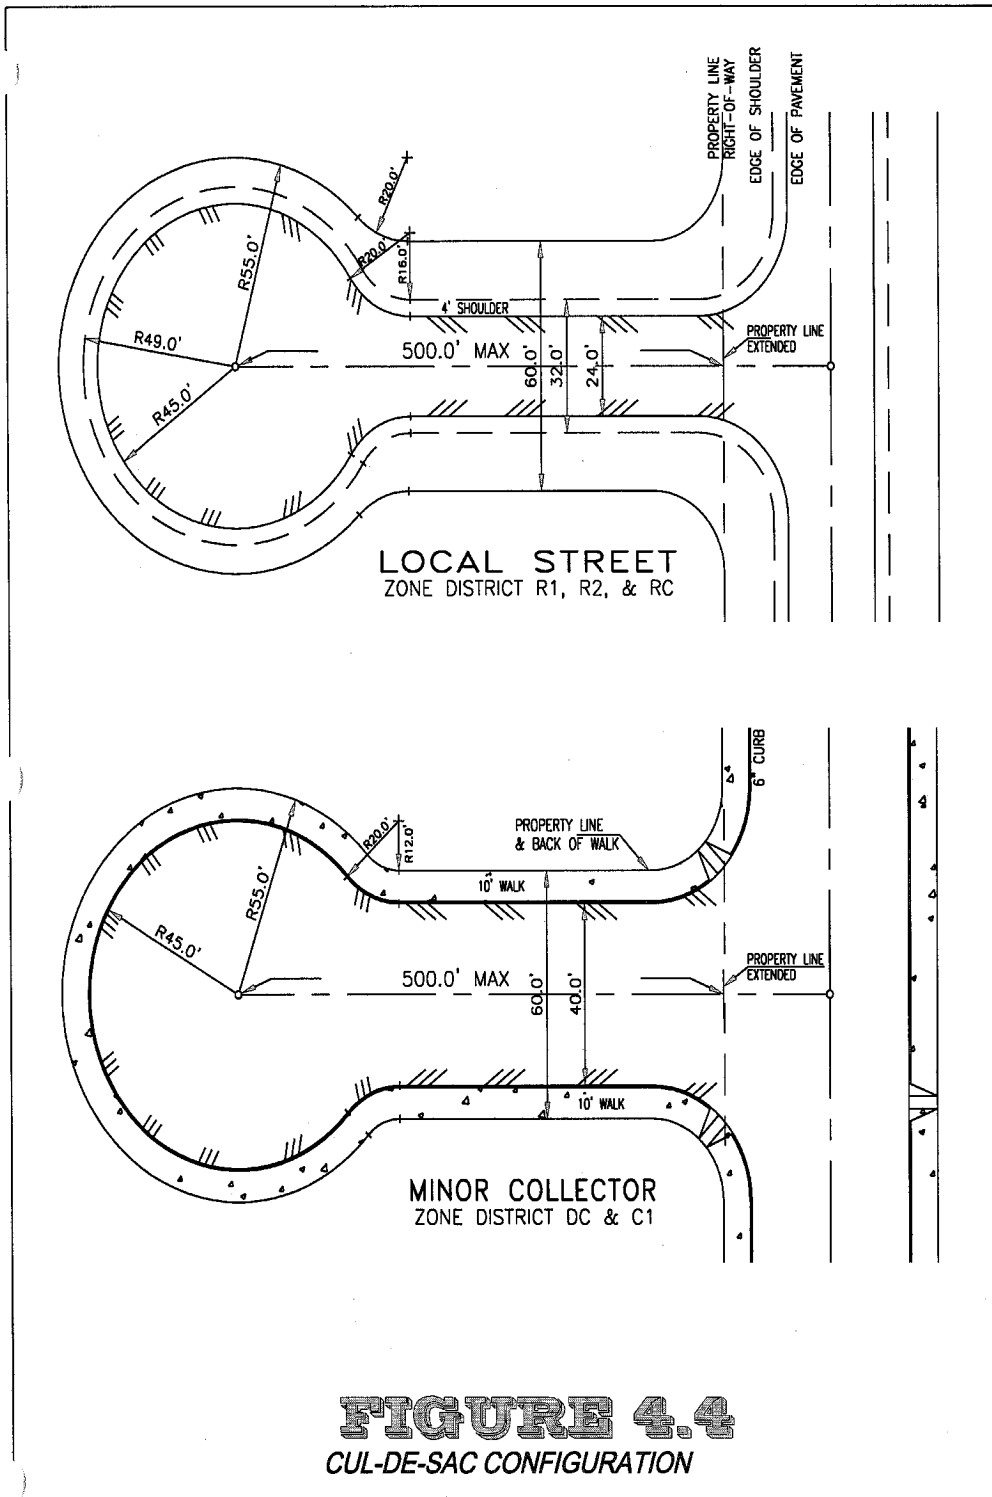 PROPERTY LINE
RIGHT-OF-WAY
EDGE OF SHOULDER
EDGE OF PAVEMENT
R20.0'
R55.0'
R20.0'
R16.0'
4' SHOULDER
R49.0'
500.0' MAX
60.0'
32.0'
24.0'
PROPERTY LINE
EXTENDED
R45.0'
LOCAL STREET
ZONE DISTRICT R1, R2, & RC
6" CURB
R20.0'
R12.0'
PROPERTY LINE
& BACK OF WALK
10' WALK
R55.0'
R45.0'
500.0' MAX
60.0'
40.0'
PROPERTY LINE
EXTENDED
10' WALK
MINOR COLLECTOR
ZONE DISTRICT DC & C1
FIGURE 4.4
CUL-DE-SAC CONFIGURATION